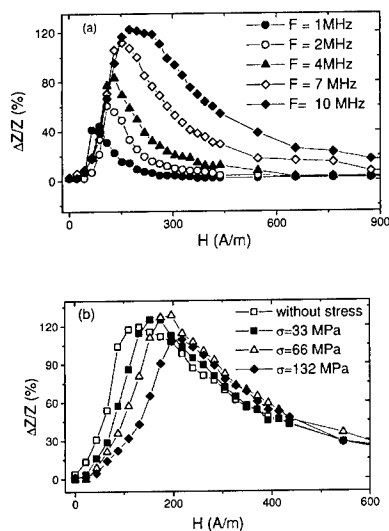 (a)
F = 1MHz
F = 2MHz
F = 4MHz
F = 7 MHz
F= 10 MHz
ΔZ/Z (%)
120
80
40
0
0 300 600 900
H (A/m)
(b)
without stress
σ=33 MPa
σ=66 MPa
σ=132 MPa
ΔZ/Z (%)
120
90
60
30
0
0 200 400 600
H (A/m)